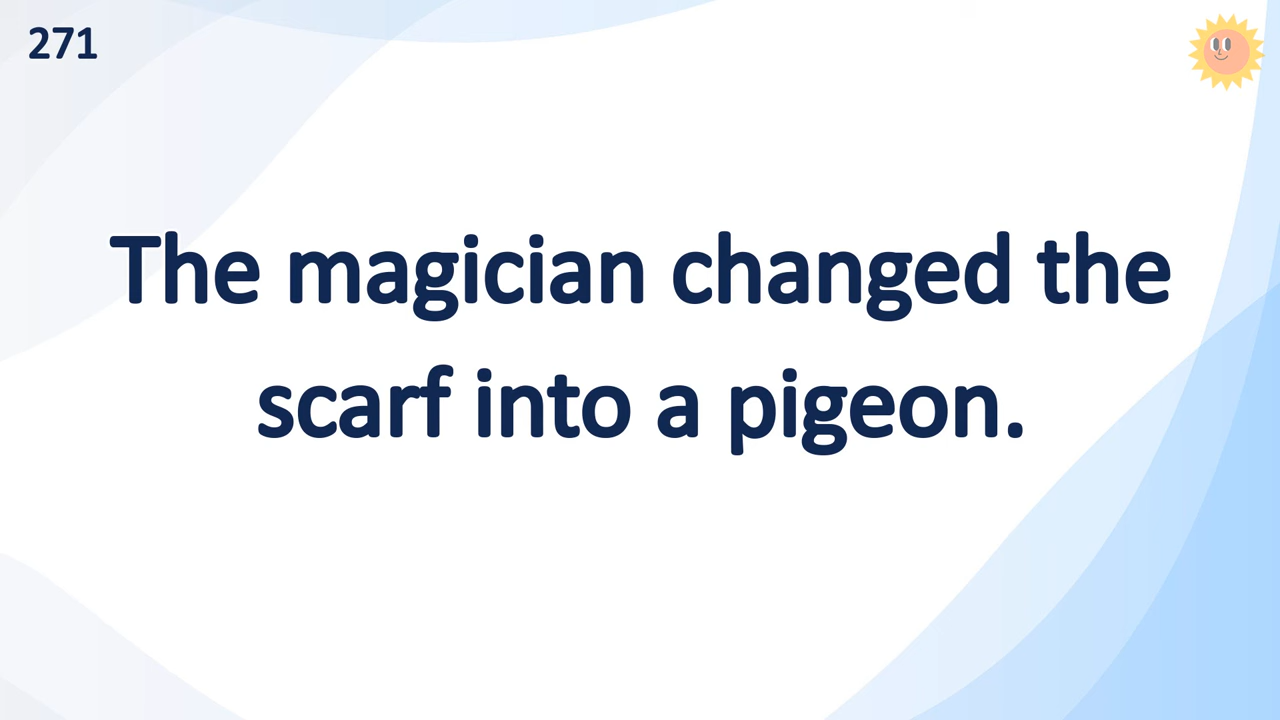 271
The magician changed the
scarf into a pigeon.